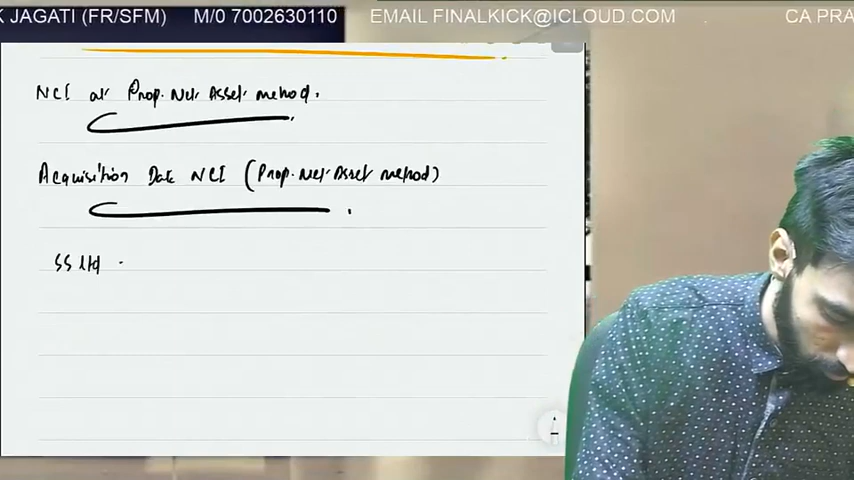 K JAGATI (FR/SFM) M/0 7002630110 EMAIL FINALKICK@ICLOUD.COM CA PRA
NCI at Prop. Net Asset method.
Acquisition Date NCI (Prop. Net Asset method)
SS Ltd